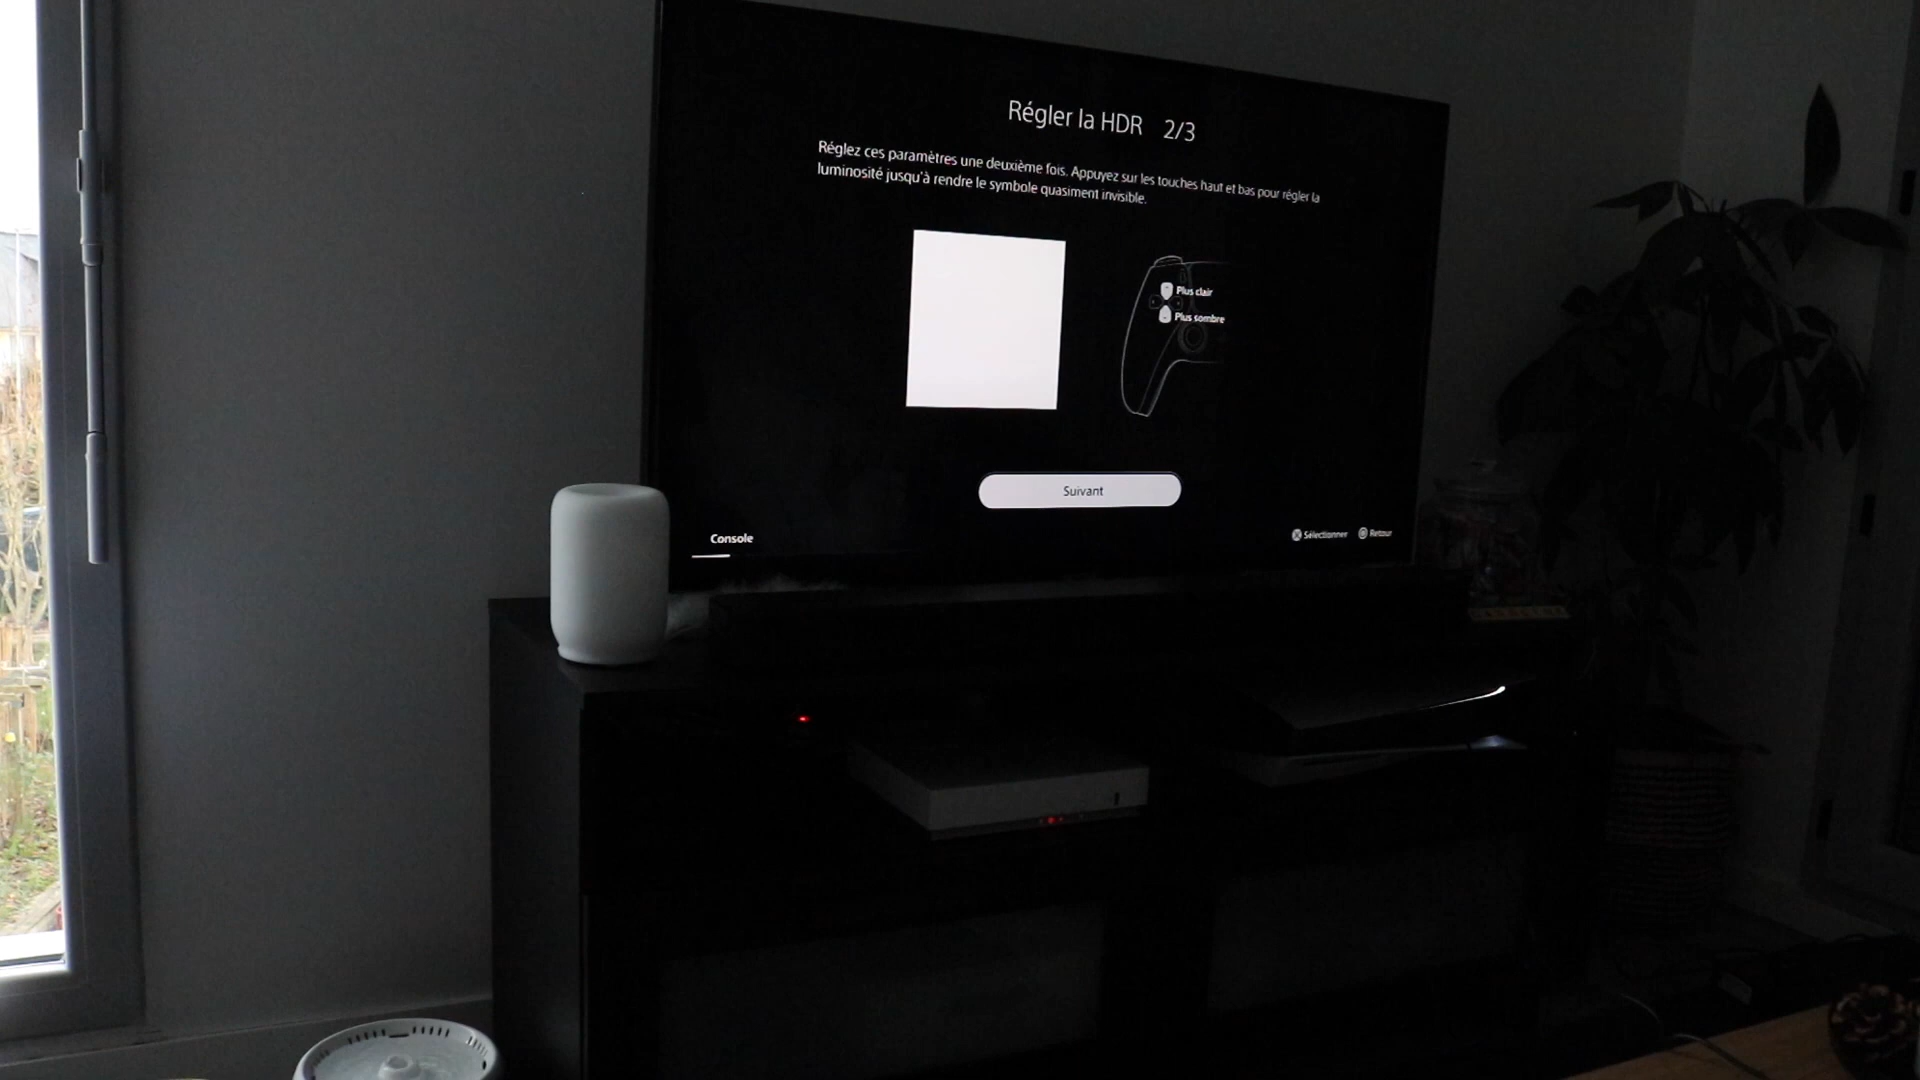 Régler la HDR 2/3
Réglez ces paramètres une deuxième fois. Appuyez sur les touches haut et bas pour régler la
luminosité jusqu'à rendre le symbole quasiment invisible.
Plus clair
Plus sombre
Suivant
Console
Sélectionner Retour